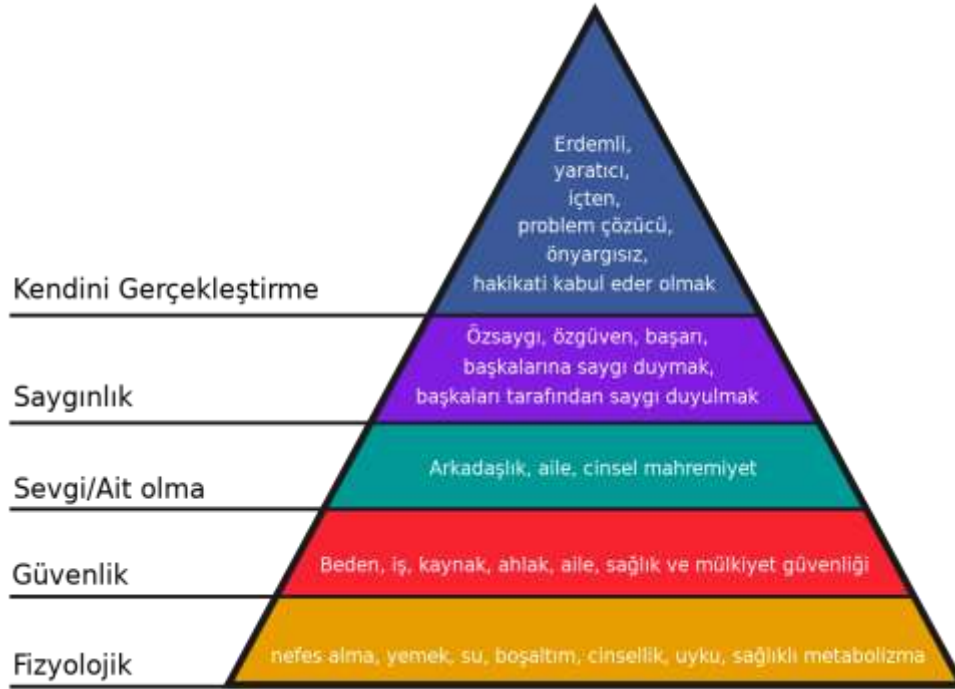 Erdemli,
yaratıcı,
içten,
problem çözücü,
önyargısız,
hakikati kabul eder olmak
Kendini Gerçekleştirme
Özsaygı, özgüven, başarı,
başkalarına saygı duymak,
başkaları tarafından saygı duyulmak
Saygınlık
Arkadaşlık, aile, cinsel mahremiyet
Sevgi/Ait olma
Beden, iş, kaynak, ahlak, aile, sağlık ve mülkiyet güvenliği
Güvenlik
nefes alma, yemek, su, boşaltım, cinsellik, uyku, sağlıklı metabolizma
Fizyolojik